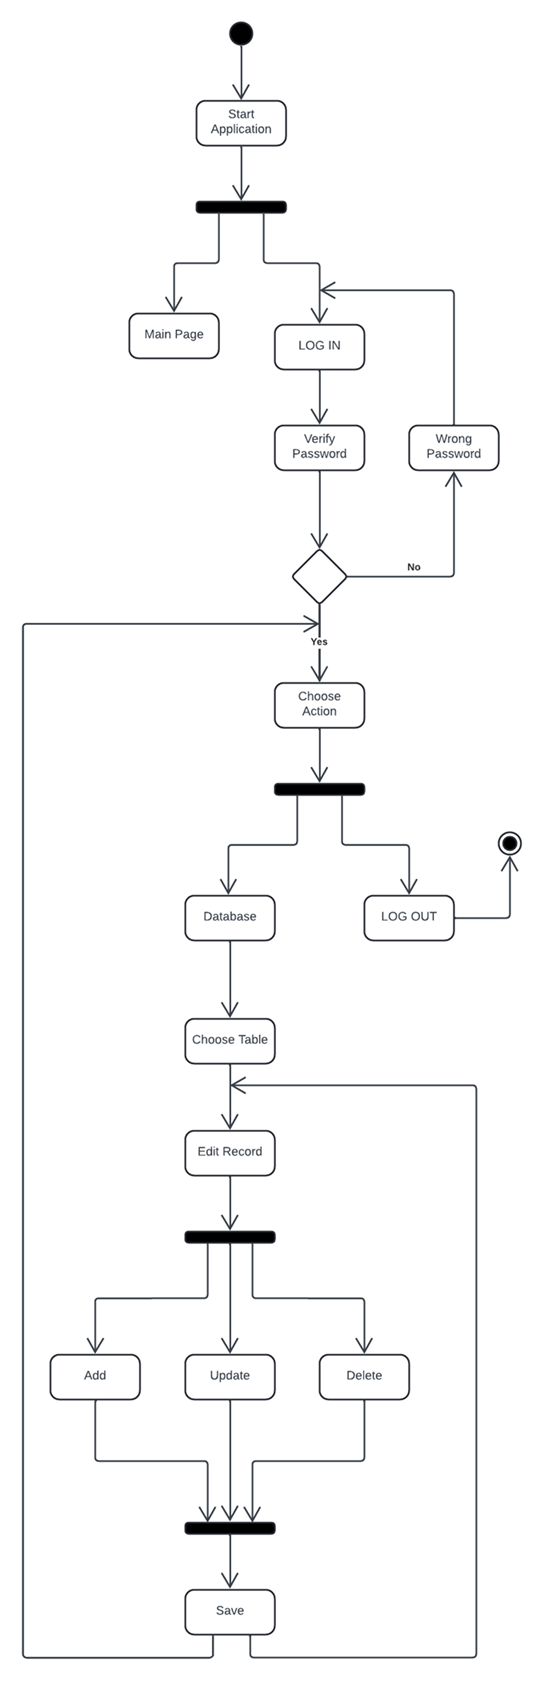 Start
Application
Main Page
LOG IN
Verify
Password
Wrong
Password
No
Yes
Choose
Action
Database
LOG OUT
Choose Table
Edit Record
Add
Update
Delete
Save